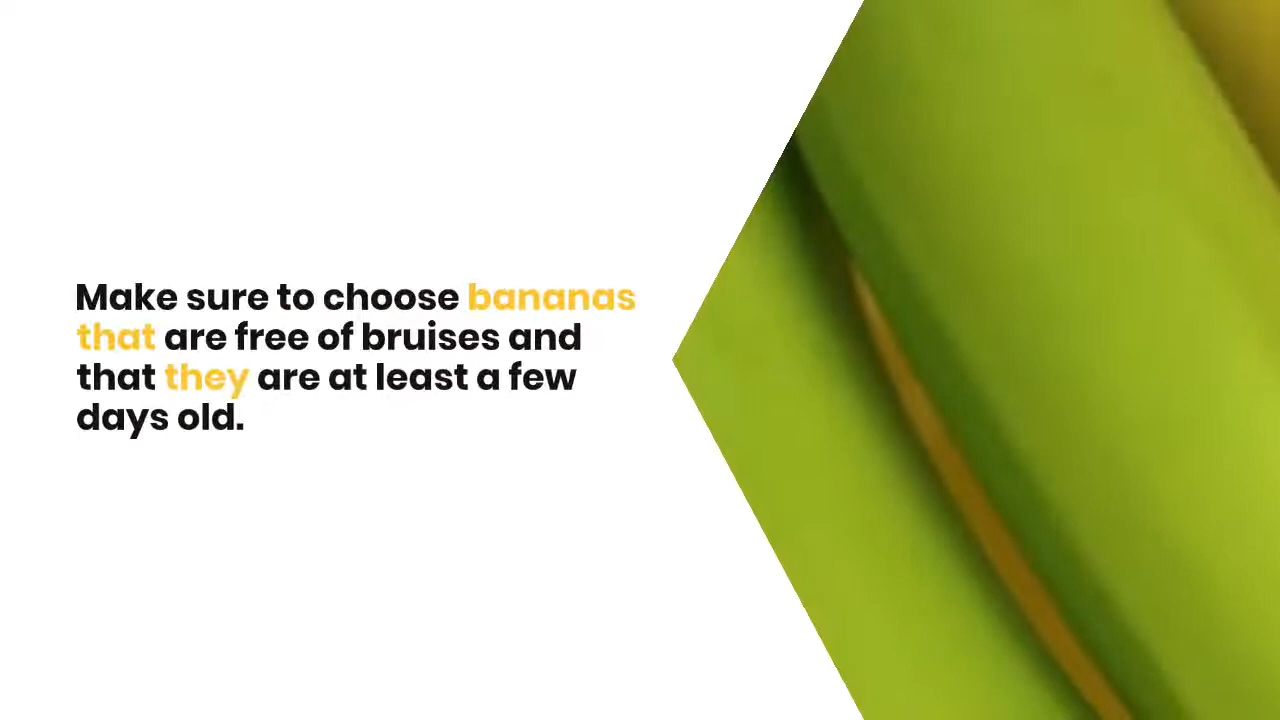 Make sure to choose bananas
that are free of bruises and
that they are at least a few
days old.